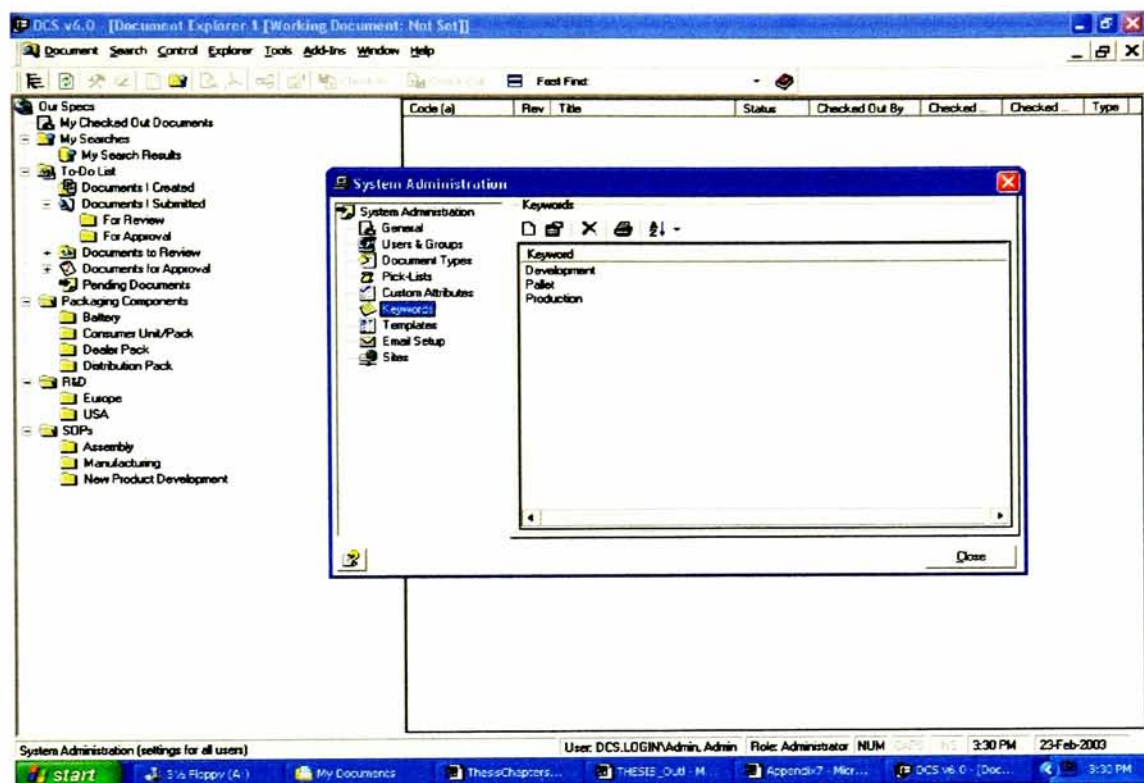 DCS v6.0 - [Document Explorer 1 [Working Document: Not Set]]
Document Search Control Explorer Tools Add-Ins Window Help
Fast Find:
Our Specs
My Checked Out Documents
My Searches
My Search Results
To-Do List
Documents I Created
Documents I Submitted
For Review
For Approval
Documents to Review
Documents for Approval
Pending Documents
Packaging Components
Battery
Consumer Unit/Pack
Dealer Pack
Distribution Pack
R&D
Europe
USA
SOPs
Assembly
Manufacturing
New Product Development
Code (a) Rev Title Status Checked Out By Checked ... Checked ... Type
System Administration
System Administration
General
Users & Groups
Document Types
Pick-Lists
Custom Attributes
Keywords
Templates
Email Setup
Sites
Keywords
Keyword
Development
Pallet
Production
Close
System Administration (settings for all users) User: DCS.LOGIN\Admin, Admin Role: Administrator NUM CAPS INS 3:30 PM 23-Feb-2003
start 3½ Floppy (A:) My Documents ThesisChapters... THESIS_Outl - M... Appendix7 - Micr... DCS v6.0 - [Doc... 3:30 PM